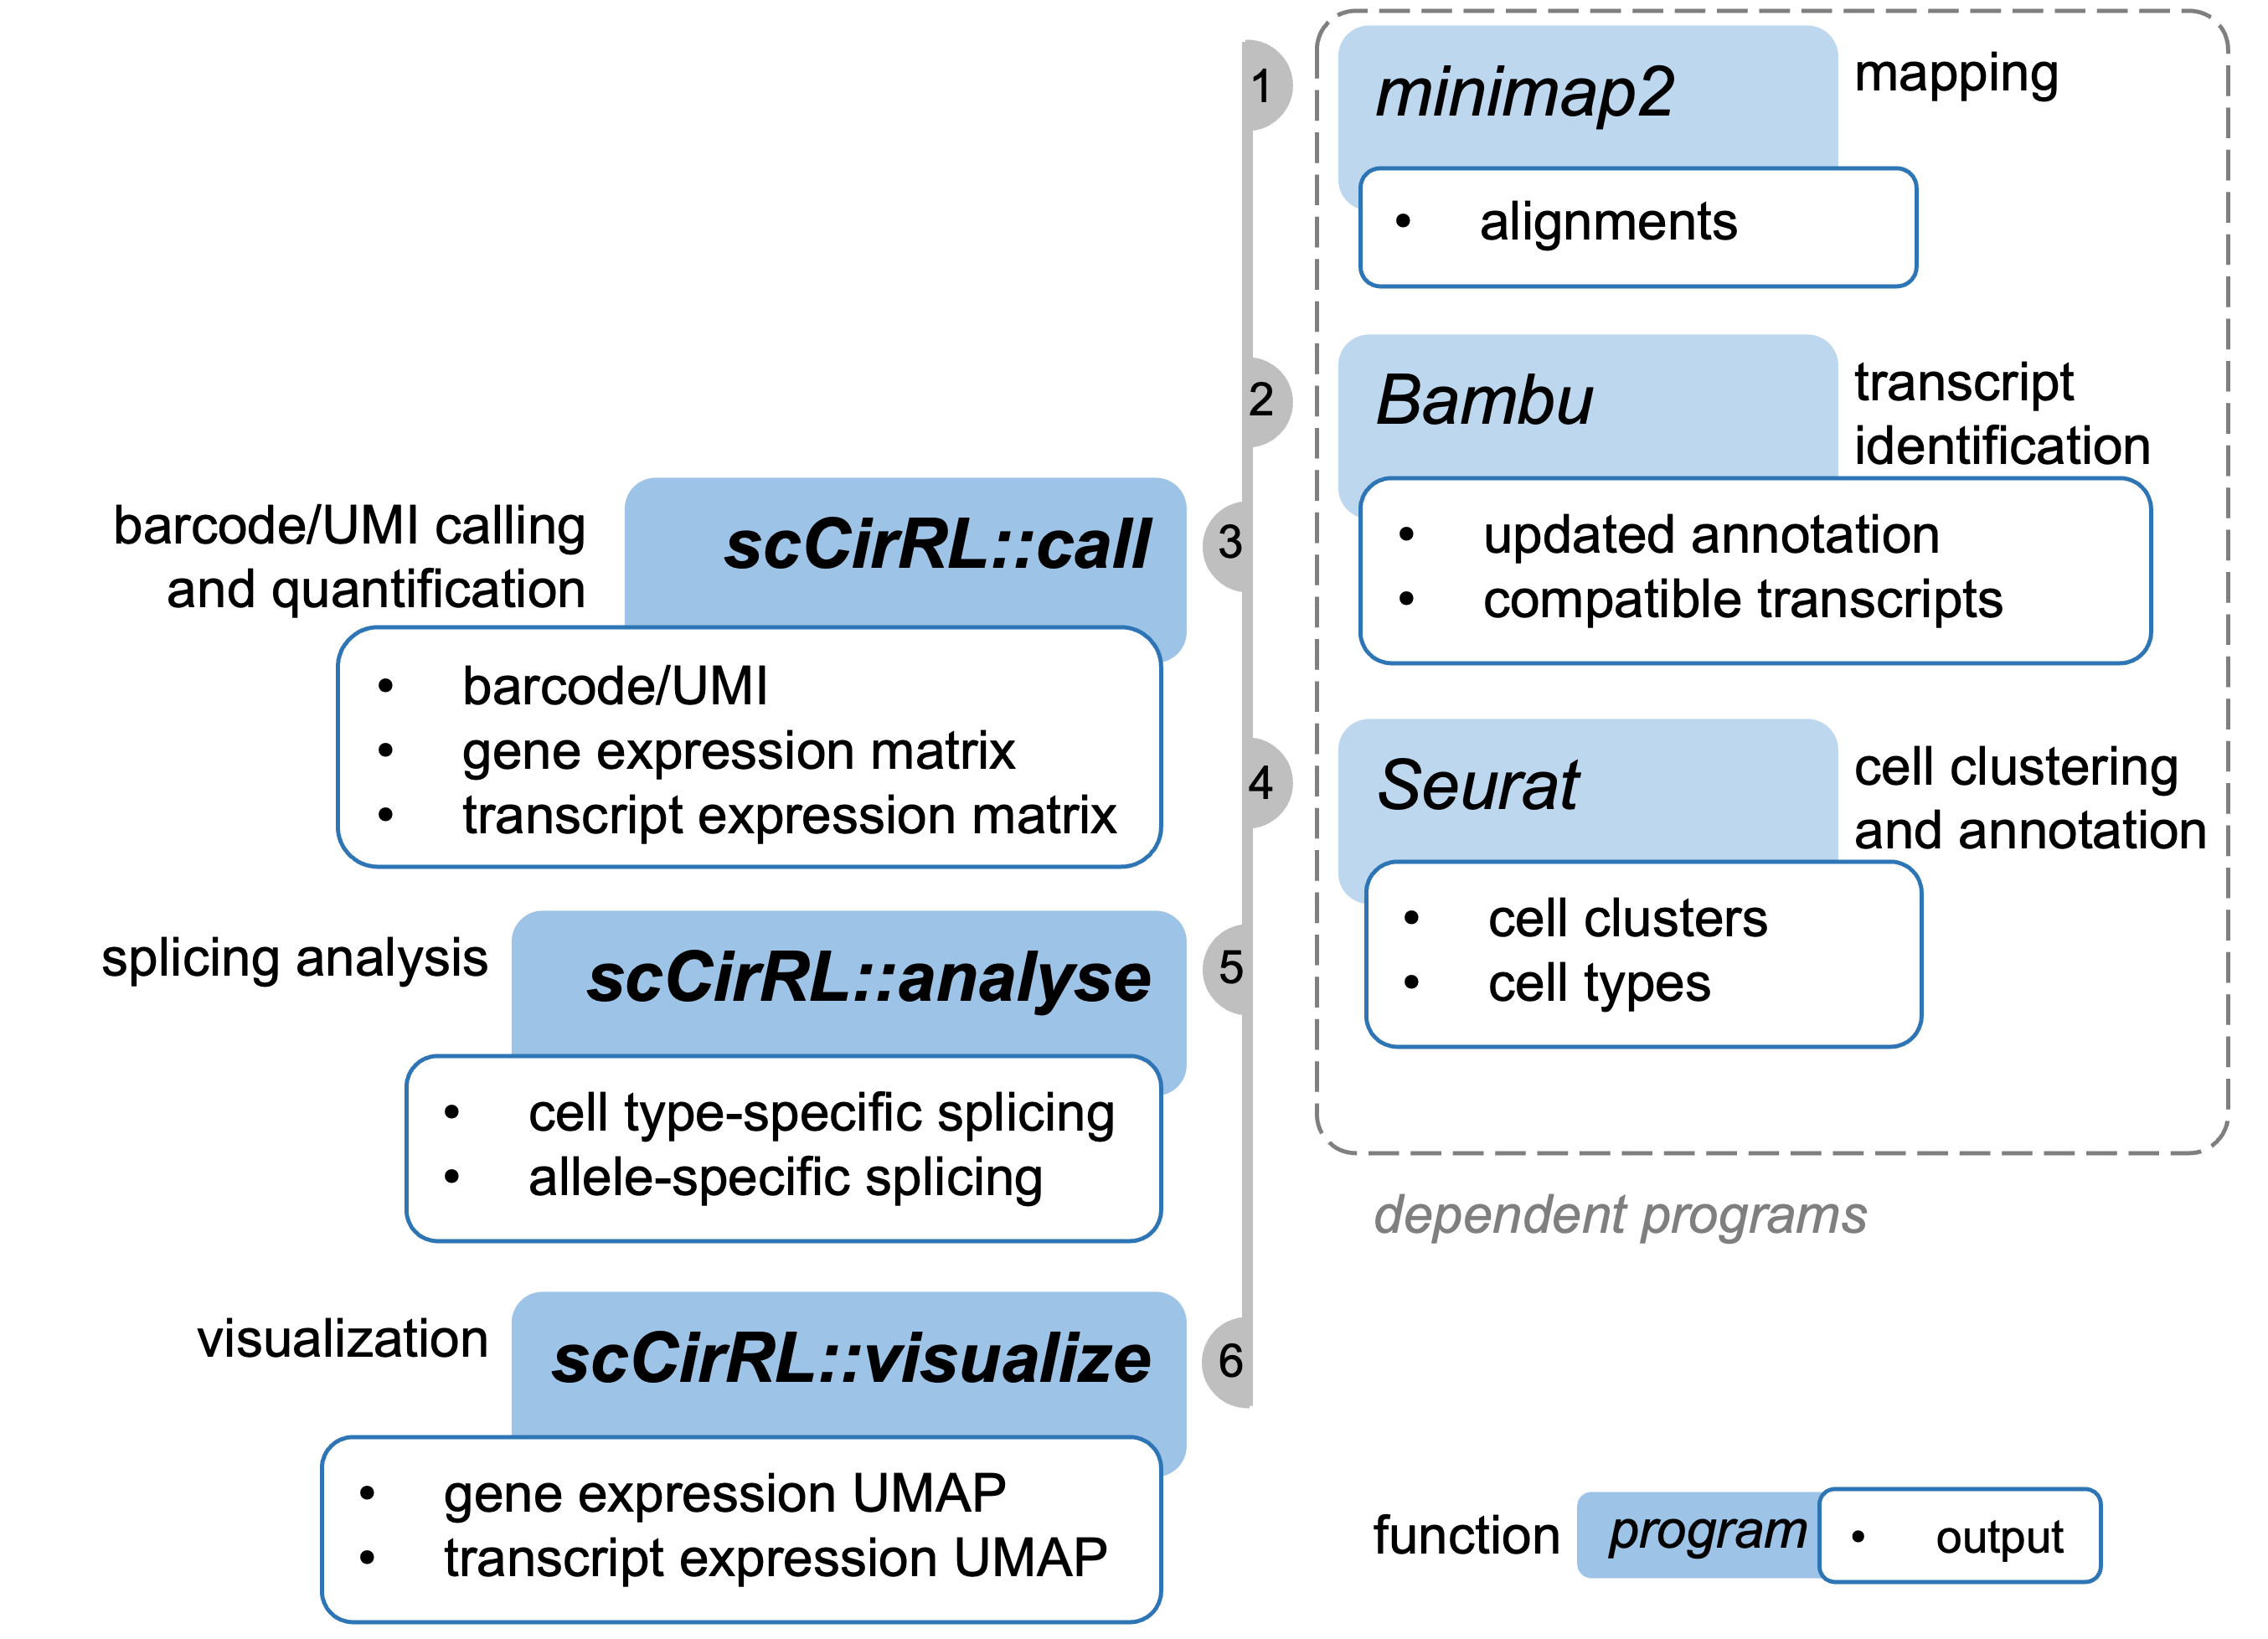 1
minimap2
mapping
• alignments
2
Bambu
transcript
identification
• updated annotation
• compatible transcripts
barcode/UMI calling
and quantification
scCirRL::call
3
• barcode/UMI
• gene expression matrix
• transcript expression matrix
4
Seurat
cell clustering
and annotation
• cell clusters
• cell types
splicing analysis
scCirRL::analyse
5
• cell type-specific splicing
• allele-specific splicing
dependent programs
visualization
scCirRL::visualize
6
• gene expression UMAP
• transcript expression UMAP
function
program
• output